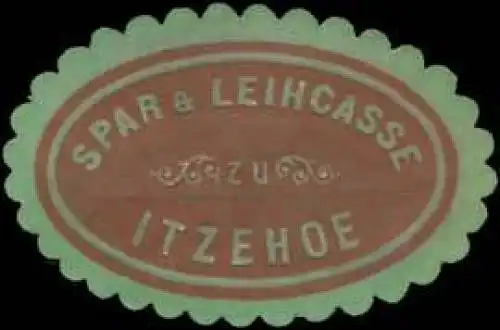 SPAR & LEIHCASSE
ZU
ITZEHOE